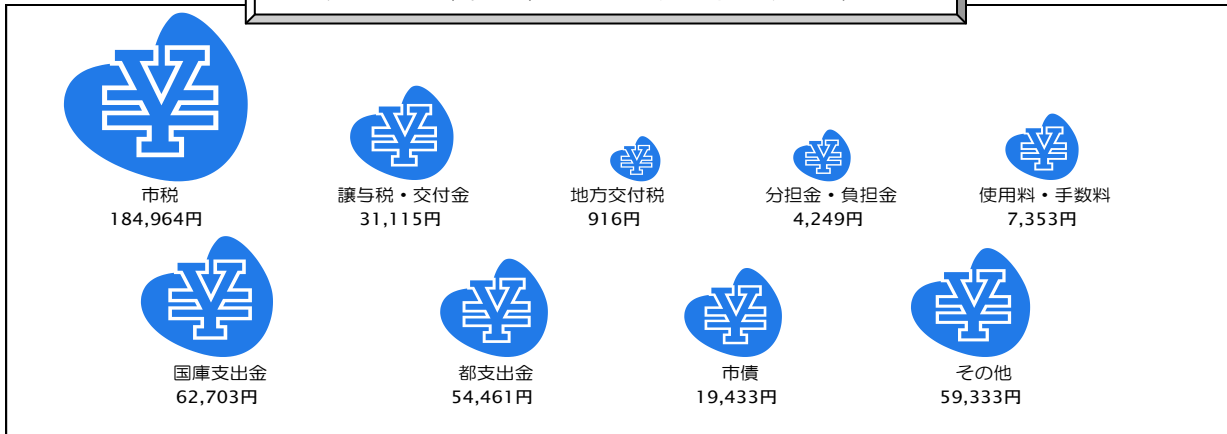 市税
184,964円
譲与税・交付金
31,115円
地方交付税
916円
分担金・負担金
4,249円
使用料・手数料
7,353円
国庫支出金
62,703円
都支出金
54,461円
市債
19,433円
その他
59,333円